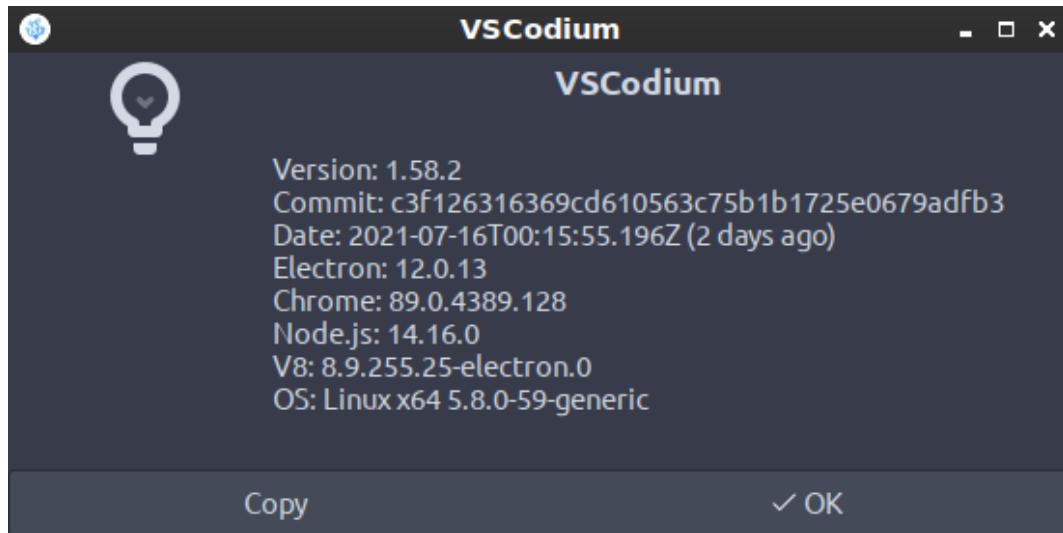 VSCodium
VSCodium
Version: 1.58.2
Commit: c3f126316369cd610563c75b1b1725e0679adfb3
Date: 2021-07-16T00:15:55.196Z (2 days ago)
Electron: 12.0.13
Chrome: 89.0.4389.128
Node.js: 14.16.0
V8: 8.9.255.25-electron.0
OS: Linux x64 5.8.0-59-generic
Copy
OK